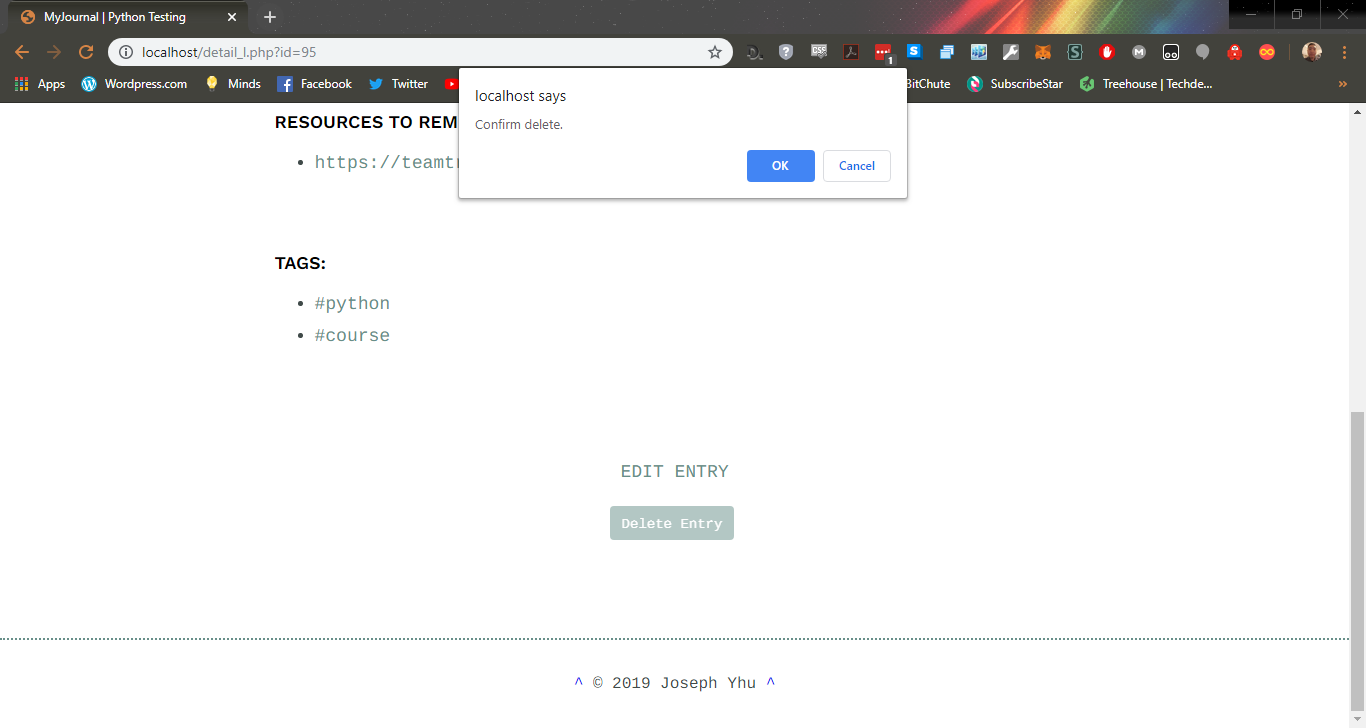 MyJournal | Python Testing
localhost/detail_l.php?id=95
Apps Wordpress.com Minds Facebook Twitter BitChute SubscribeStar Treehouse | Techde... »
localhost says
Confirm delete.
OK Cancel
RESOURCES TO REM
https://teamtr
TAGS:
#python
#course
EDIT ENTRY
Delete Entry
^ © 2019 Joseph Yhu ^